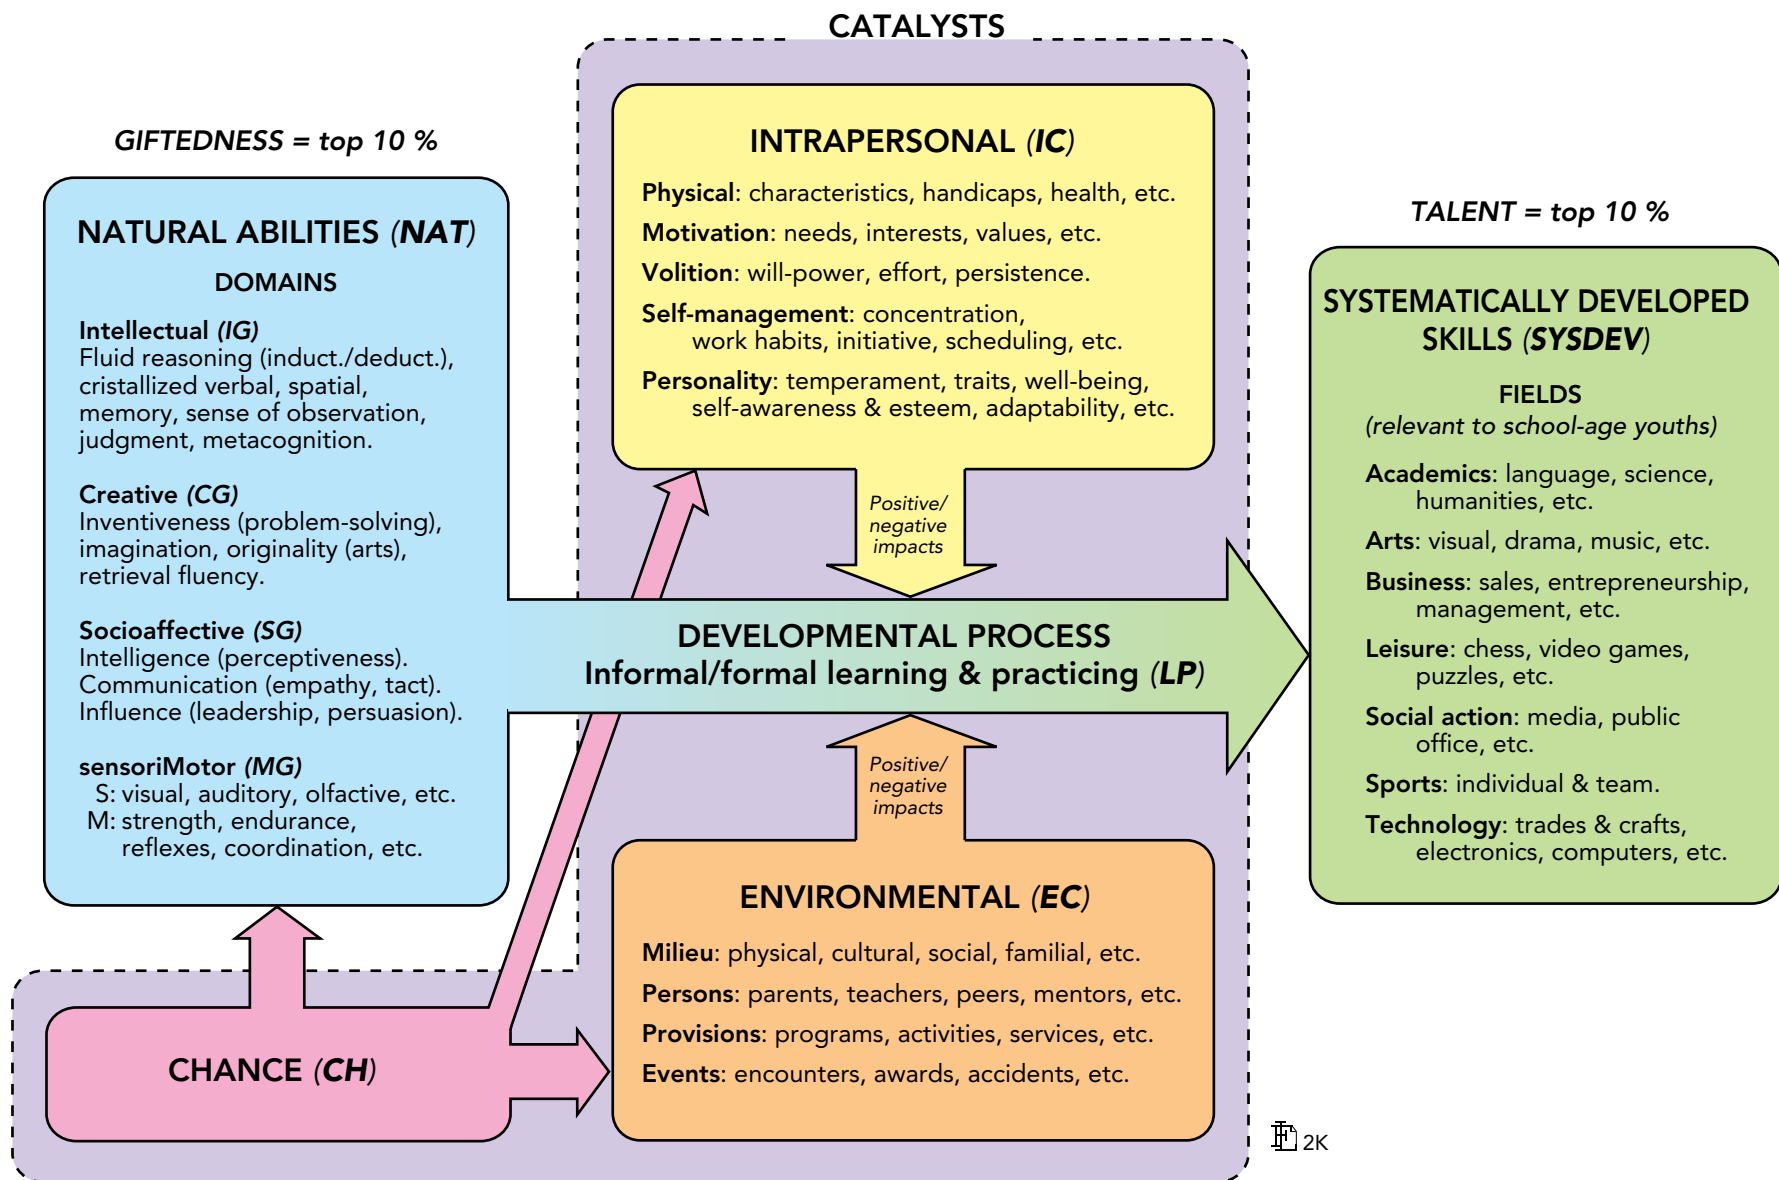 CATALYSTS
GIFTEDNESS = top 10 %
NATURAL ABILITIES (NAT)
DOMAINS
Intellectual (IG)
Fluid reasoning (induct./deduct.),
cristallized verbal, spatial,
memory, sense of observation,
judgment, metacognition.
Creative (CG)
Inventiveness (problem-solving),
imagination, originality (arts),
retrieval fluency.
Socioaffective (SG)
Intelligence (perceptiveness).
Communication (empathy, tact).
Influence (leadership, persuasion).
sensoriMotor (MG)
S: visual, auditory, olfactive, etc.
M: strength, endurance,
reflexes, coordination, etc.
CHANCE (CH)
INTRAPERSONAL (IC)
Physical: characteristics, handicaps, health, etc.
Motivation: needs, interests, values, etc.
Volition: will-power, effort, persistence.
Self-management: concentration,
work habits, initiative, scheduling, etc.
Personality: temperament, traits, well-being,
self-awareness & esteem, adaptability, etc.
Positive/
negative
impacts
DEVELOPMENTAL PROCESS
Informal/formal learning & practicing (LP)
Positive/
negative
impacts
ENVIRONMENTAL (EC)
Milieu: physical, cultural, social, familial, etc.
Persons: parents, teachers, peers, mentors, etc.
Provisions: programs, activities, services, etc.
Events: encounters, awards, accidents, etc.
TALENT = top 10 %
SYSTEMATICALLY DEVELOPED
SKILLS (SYSDEV)
FIELDS
(relevant to school-age youths)
Academics: language, science,
humanities, etc.
Arts: visual, drama, music, etc.
Business: sales, entrepreneurship,
management, etc.
Leisure: chess, video games,
puzzles, etc.
Social action: media, public
office, etc.
Sports: individual & team.
Technology: trades & crafts,
electronics, computers, etc.
2K